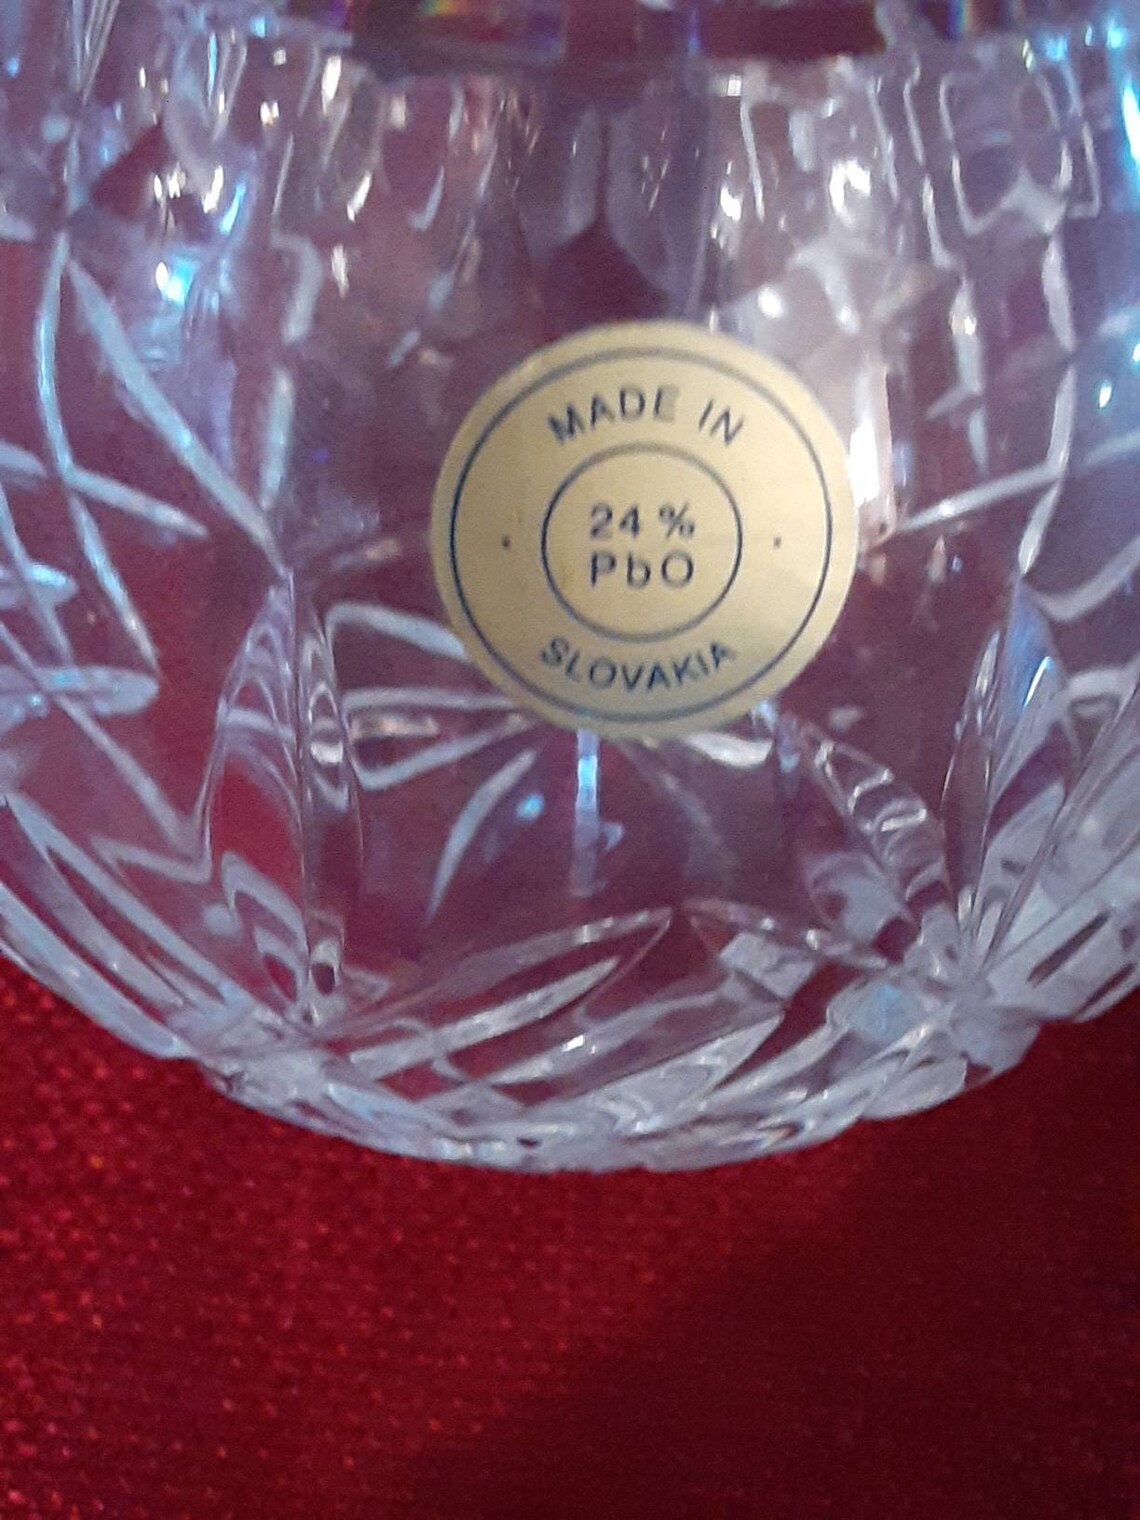 MADE IN
24 %
PbO
SLOVAKIA